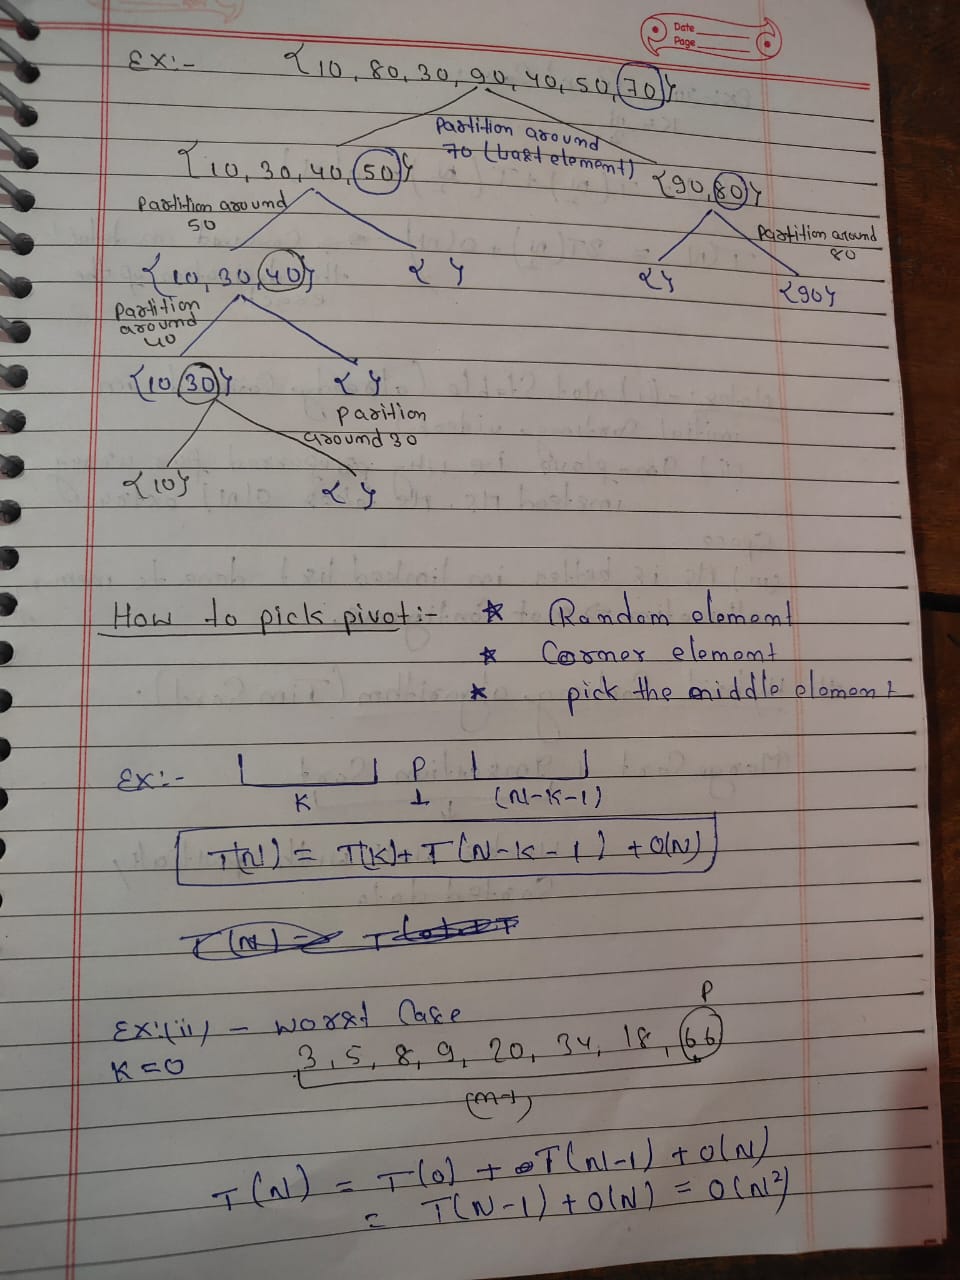 Date
Page
Ex:- {10, 80, 30, 90, 40, 50, 70}
Partition around
70 (Last element)
{10, 30, 40, 50}
{90, 80}
Partition around
50
Partition around
80
{10, 30, 40}
{ }
{ }
{90}
Partition
around
40
{10 30}
{ }
parition
around 30
{10}
{ }
How to pick pivot:- * Random element
* Corner element
* pick the middle element
Ex:- P
K 1 (N-K-1)
T(N) = T(K) + T(N-K-1) + O(N)
Ex:(ii) - worst Case
P
K=0 3, 5, 8, 9, 20, 34, 18, 66
(n-1)
T(N) = T(0) + T(N-1) + O(N)
= T(N-1) + O(N) = O(N²)